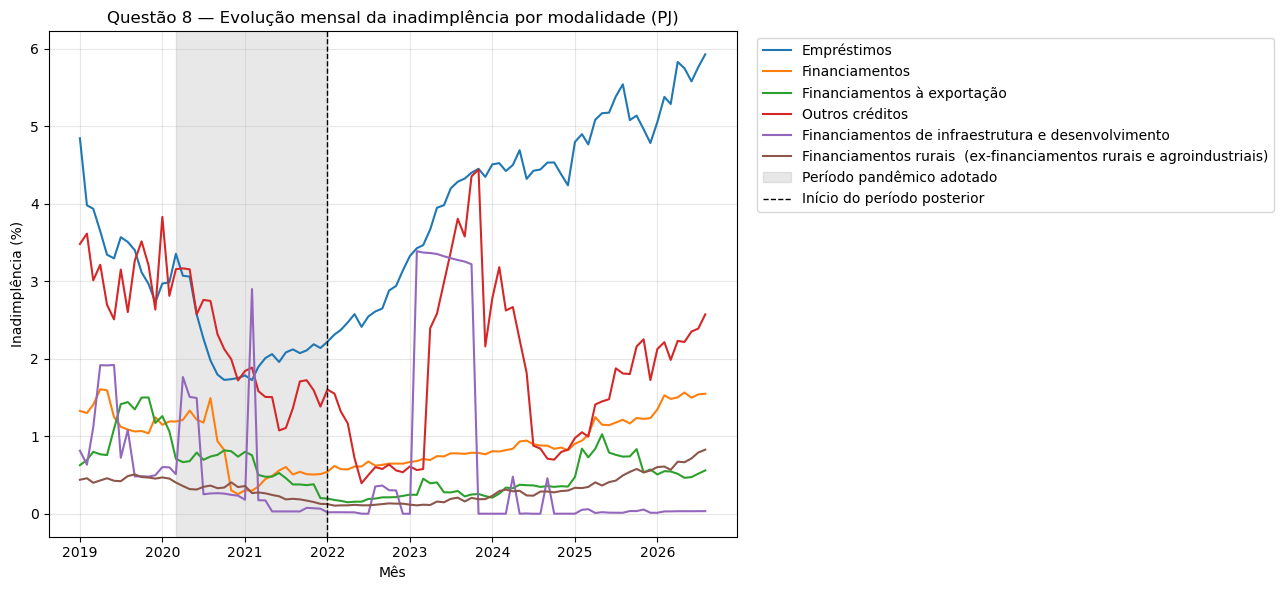 Questão 8 — Evolução mensal da inadimplência por modalidade (PJ)
Inadimplência (%)
6
5
4
3
2
1
0
2019 2020 2021 2022 2023 2024 2025 2026
Mês
Empréstimos
Financiamentos
Financiamentos à exportação
Outros créditos
Financiamentos de infraestrutura e desenvolvimento
Financiamentos rurais  (ex-financiamentos rurais e agroindustriais)
Período pandêmico adotado
Início do período posterior